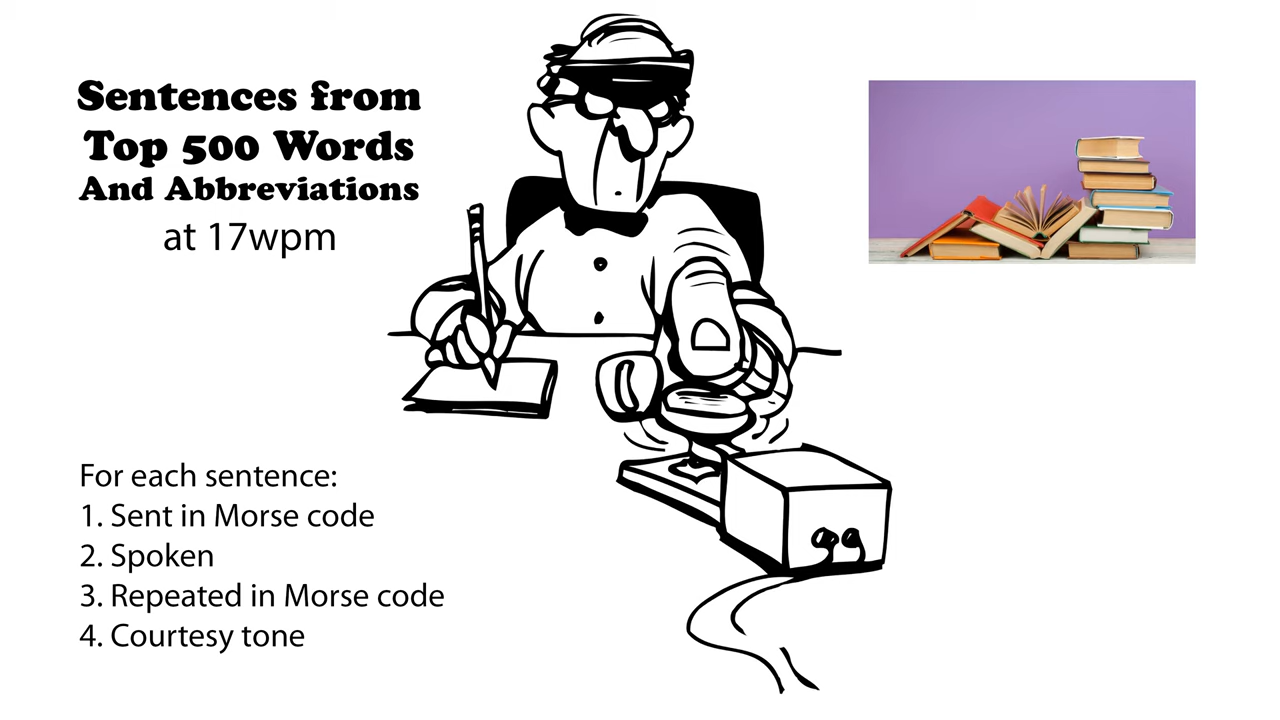 Sentences from
Top 500 Words
And Abbreviations
at 17wpm
For each sentence:
1. Sent in Morse code
2. Spoken
3. Repeated in Morse code
4. Courtesy tone